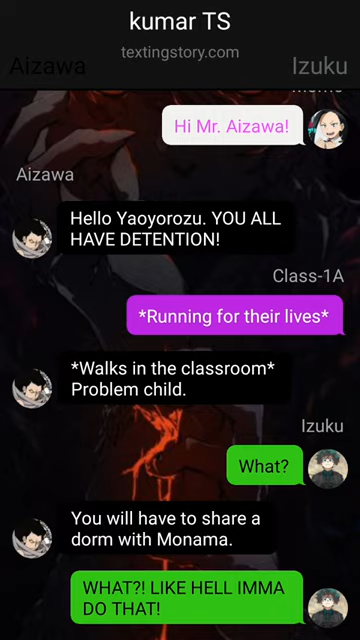 kumar TS
textingstory.com
Aizawa
Izuku
Momo
Hi Mr. Aizawa!
Aizawa
Hello Yaoyorozu. YOU ALL
HAVE DETENTION!
Class-1A
*Running for their lives*
*Walks in the classroom*
Problem child.
Izuku
What?
You will have to share a
dorm with Monama.
WHAT?! LIKE HELL IMMA
DO THAT!